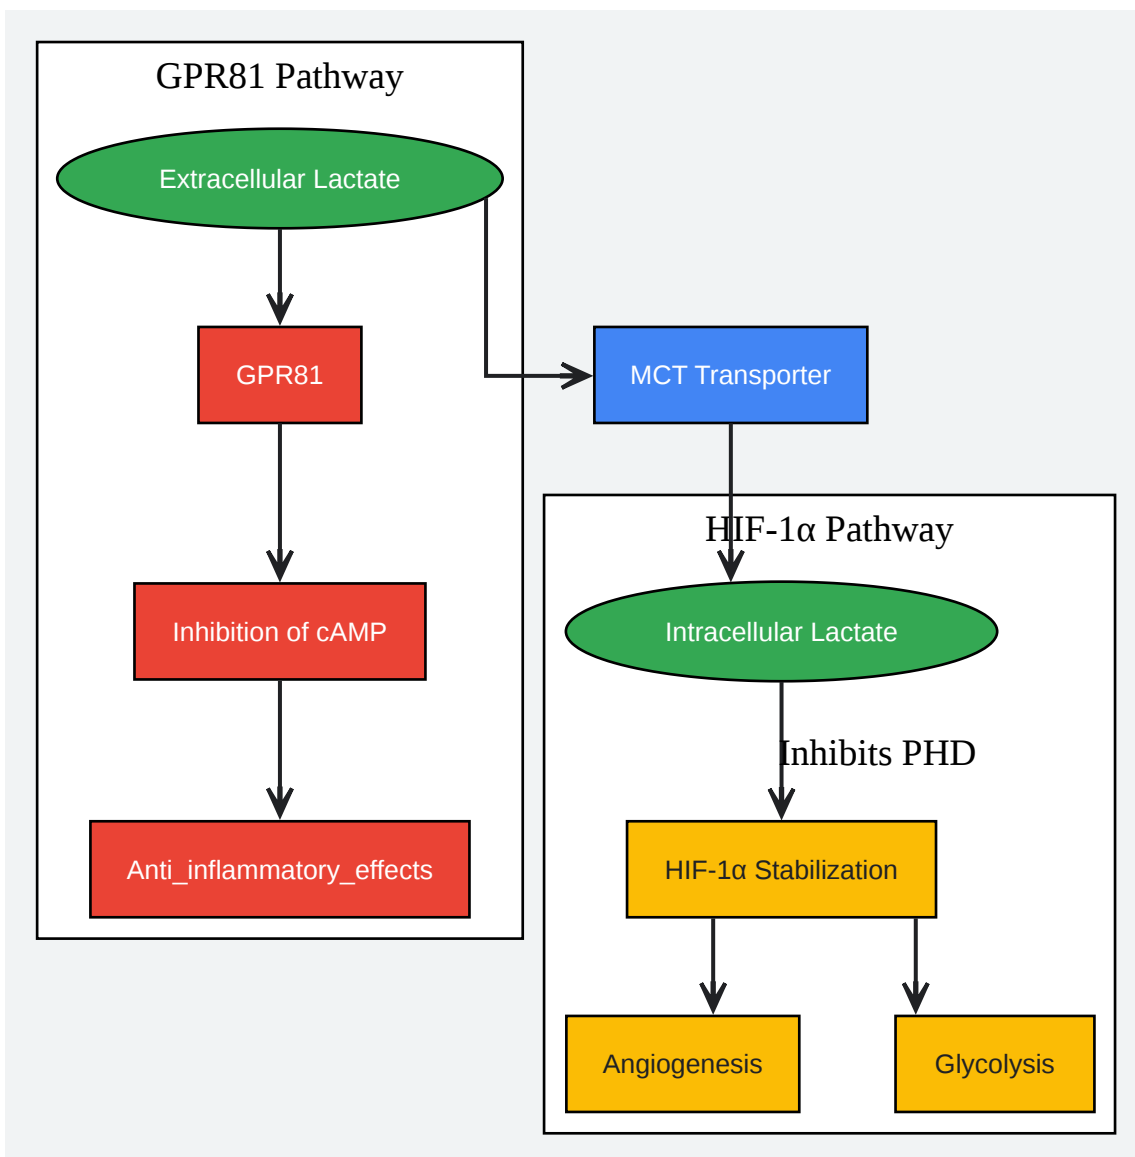 GPR81 Pathway
Extracellular Lactate
GPR81
MCT Transporter
HIF-1α Pathway
Inhibition of cAMP
Intracellular Lactate
Inhibits PHD
Anti_inflammatory_effects
HIF-1α Stabilization
Angiogenesis
Glycolysis